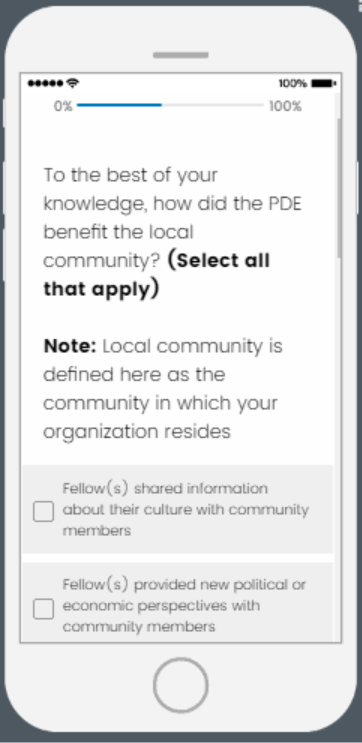 100%
0% 100%
To the best of your
knowledge, how did the PDE
benefit the local
community? (Select all
that apply)
Note: Local community is
defined here as the
community in which your
organization resides
Fellow(s) shared information
about their culture with community
members
Fellow(s) provided new political or
economic perspectives with
community members